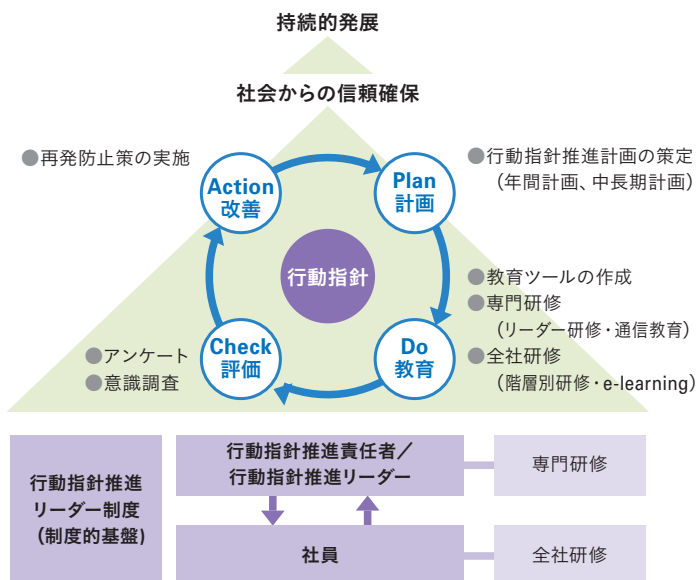 持続的発展
社会からの信頼確保
●再発防止策の実施
Action
改善
Plan
計画
●行動指針推進計画の策定
（年間計画、中長期計画）
行動指針
●教育ツールの作成
●専門研修
（リーダー研修・通信教育）
●全社研修
（階層別研修・e-learning）
Do
教育
Check
評価
●アンケート
●意識調査
行動指針推進
リーダー制度
（制度的基盤)
行動指針推進責任者／
行動指針推進リーダー
専門研修
社員
全社研修